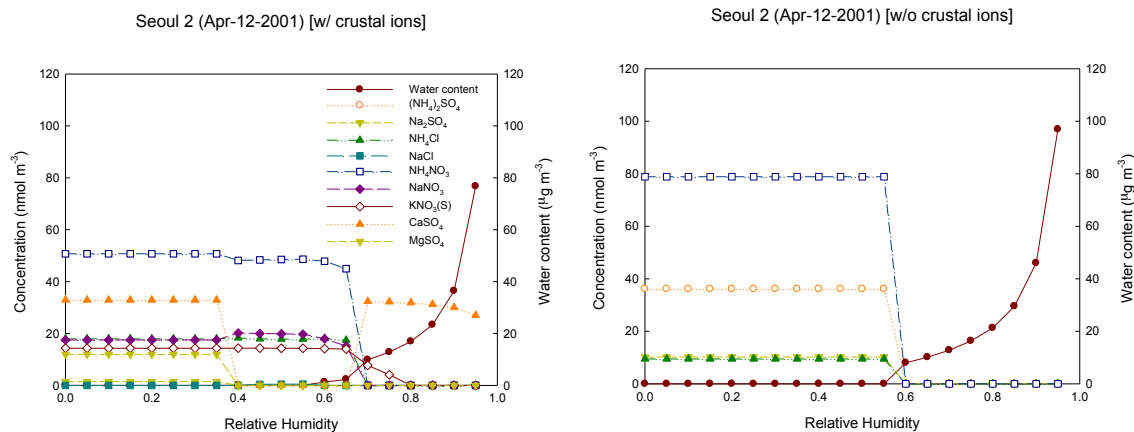 Seoul 2 (Apr-12-2001) [w/ crustal ions]
Concentration (nmol m⁻³)
120
100
80
60
40
20
0
0.0 0.2 0.4 0.6 0.8 1.0
Relative Humidity
120
100
80
60
40
20
0
Water content (µg m⁻³)
Water content
(NH₄)₂SO₄
Na₂SO₄
NH₄Cl
NaCl
NH₄NO₃
NaNO₃
KNO₃(S)
CaSO₄
MgSO₄
Seoul 2 (Apr-12-2001) [w/o crustal ions]
Concentration (nmol m⁻³)
120
100
80
60
40
20
0
0.0 0.2 0.4 0.6 0.8 1.0
Relative Humidity
120
100
80
60
40
20
0
Water content (µg m⁻³)